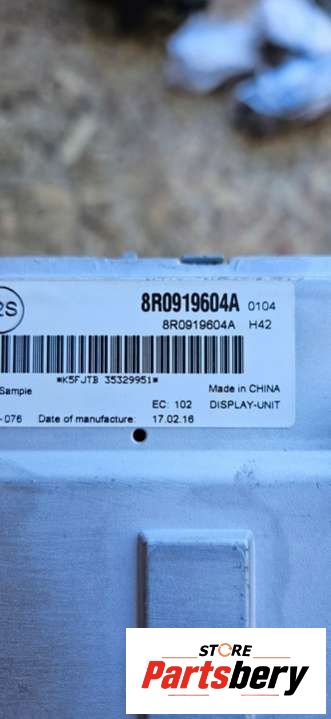 2S
8R0919604A 0104
8R0919604A H42
*K5FJTB 35329951*
Sample
Made in CHINA
EC: 102 DISPLAY-UNIT
-076 Date of manufacture: 17.02.16
STORE
Partsbery